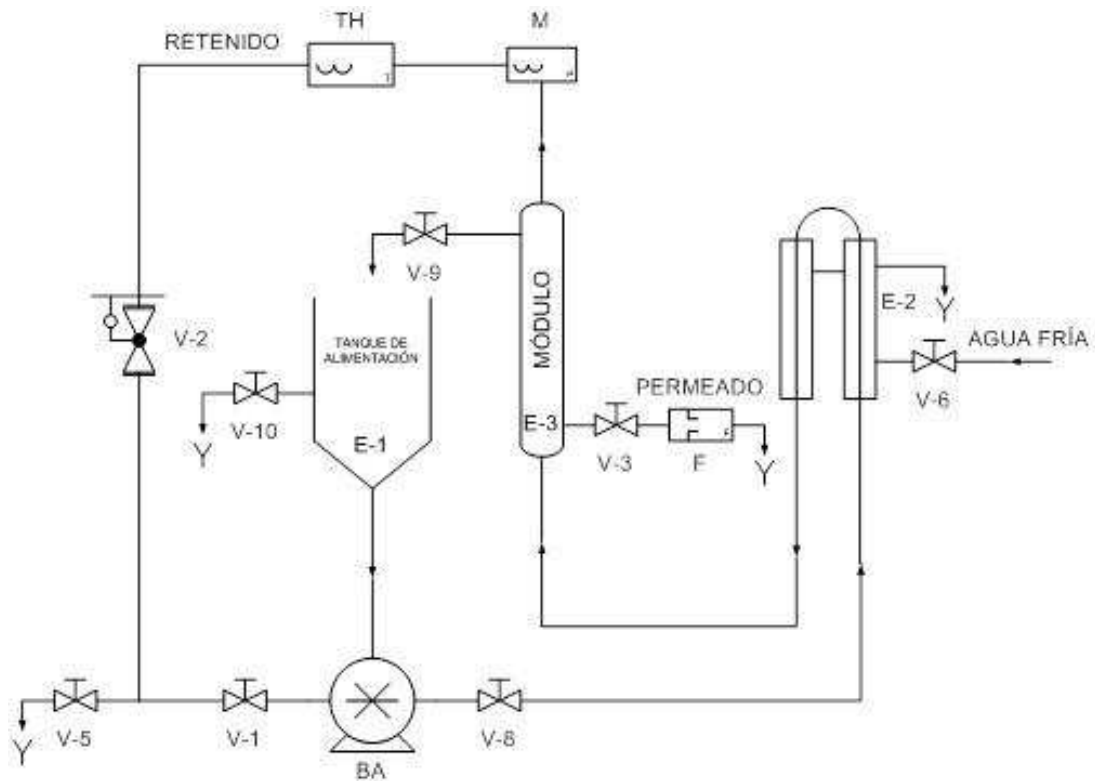 TH
M
RETENIDO
V-9
V-2
TANQUE DE
ALIMENTACIÓN
MÓDULO
E-2
AGUA FRÍA
V-6
Y
V-10
Y
E-1
E-3
PERMEADO
V-3
F
Y
V-5
Y
V-1
V-8
BA